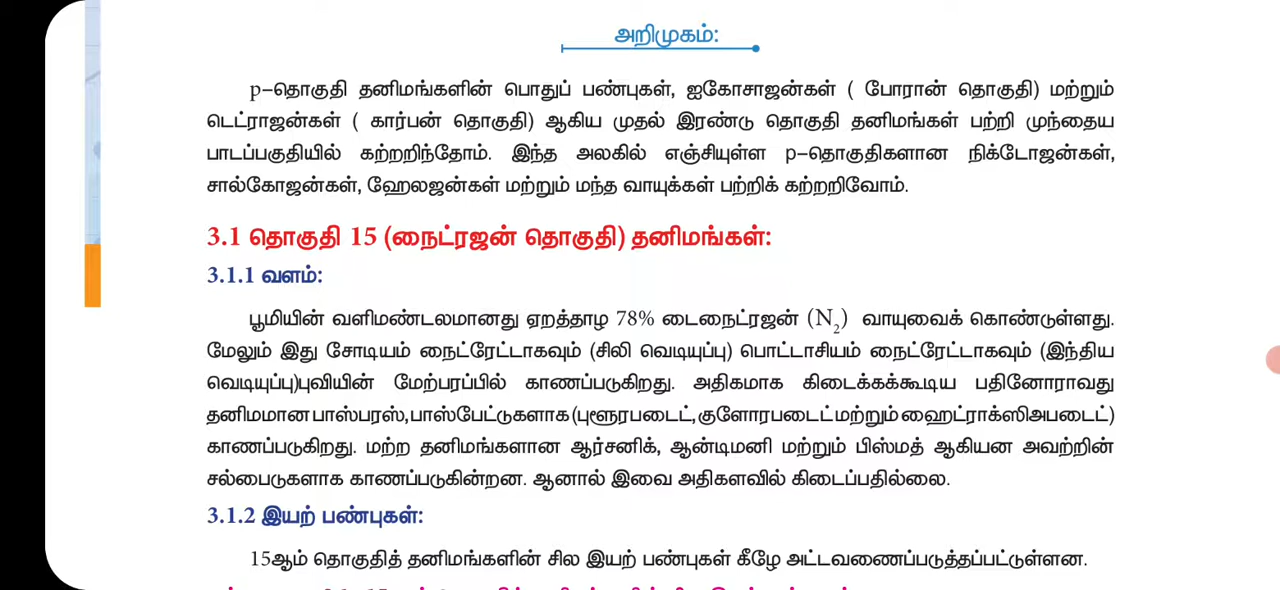 அறிமுகம்:
p–தொகுதி தனிமங்களின் பொதுப் பண்புகள், ஐகோசாஜன்கள் ( போரான் தொகுதி) மற்றும்
டெட்ராஜன்கள் ( கார்பன் தொகுதி) ஆகிய முதல் இரண்டு தொகுதி தனிமங்கள் பற்றி முந்தைய
பாடப்பகுதியில் கற்றறிந்தோம். இந்த அலகில் எஞ்சியுள்ள p–தொகுதிகளான நிக்டோஜன்கள்,
சால்கோஜன்கள், ஹேலஜன்கள் மற்றும் மந்த வாயுக்கள் பற்றிக் கற்றறிவோம்.
3.1 தொகுதி 15 (நைட்ரஜன் தொகுதி) தனிமங்கள்:
3.1.1 வளம்:
பூமியின் வளிமண்டலமானது ஏறத்தாழ 78% டைநைட்ரஜன் (N₂) வாயுவைக் கொண்டுள்ளது.
மேலும் இது சோடியம் நைட்ரேட்டாகவும் (சிலி வெடியுப்பு) பொட்டாசியம் நைட்ரேட்டாகவும் (இந்திய
வெடியுப்பு)புவியின் மேற்பரப்பில் காணப்படுகிறது. அதிகமாக கிடைக்கக்கூடிய பதினோராவது
தனிமமான பாஸ்பரஸ், பாஸ்பேட்டுகளாக (புளூரபடைட், குளோரபடைட் மற்றும் ஹைட்ராக்ஸிஅபடைட்)
காணப்படுகிறது. மற்ற தனிமங்களான ஆர்சனிக், ஆன்டிமனி மற்றும் பிஸ்மத் ஆகியன அவற்றின்
சல்பைடுகளாக காணப்படுகின்றன. ஆனால் இவை அதிகளவில் கிடைப்பதில்லை.
3.1.2 இயற் பண்புகள்:
15ஆம் தொகுதித் தனிமங்களின் சில இயற் பண்புகள் கீழே அட்டவணைப்படுத்தப்பட்டுள்ளன.